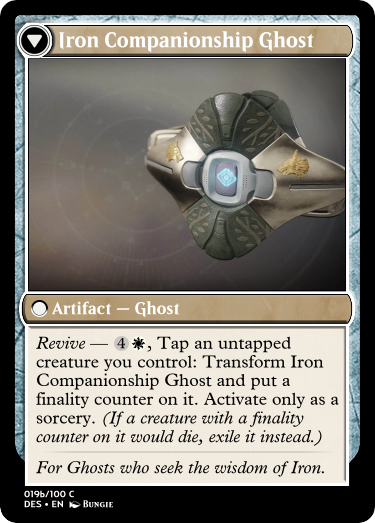 Iron Companionship Ghost
Artifact — Ghost
Revive — 4, Tap an untapped
creature you control: Transform Iron
Companionship Ghost and put a
finality counter on it. Activate only as a
sorcery. (If a creature with a finality
counter on it would die, exile it instead.)
For Ghosts who seek the wisdom of Iron.
019b/100 C
DES • EN Bungie